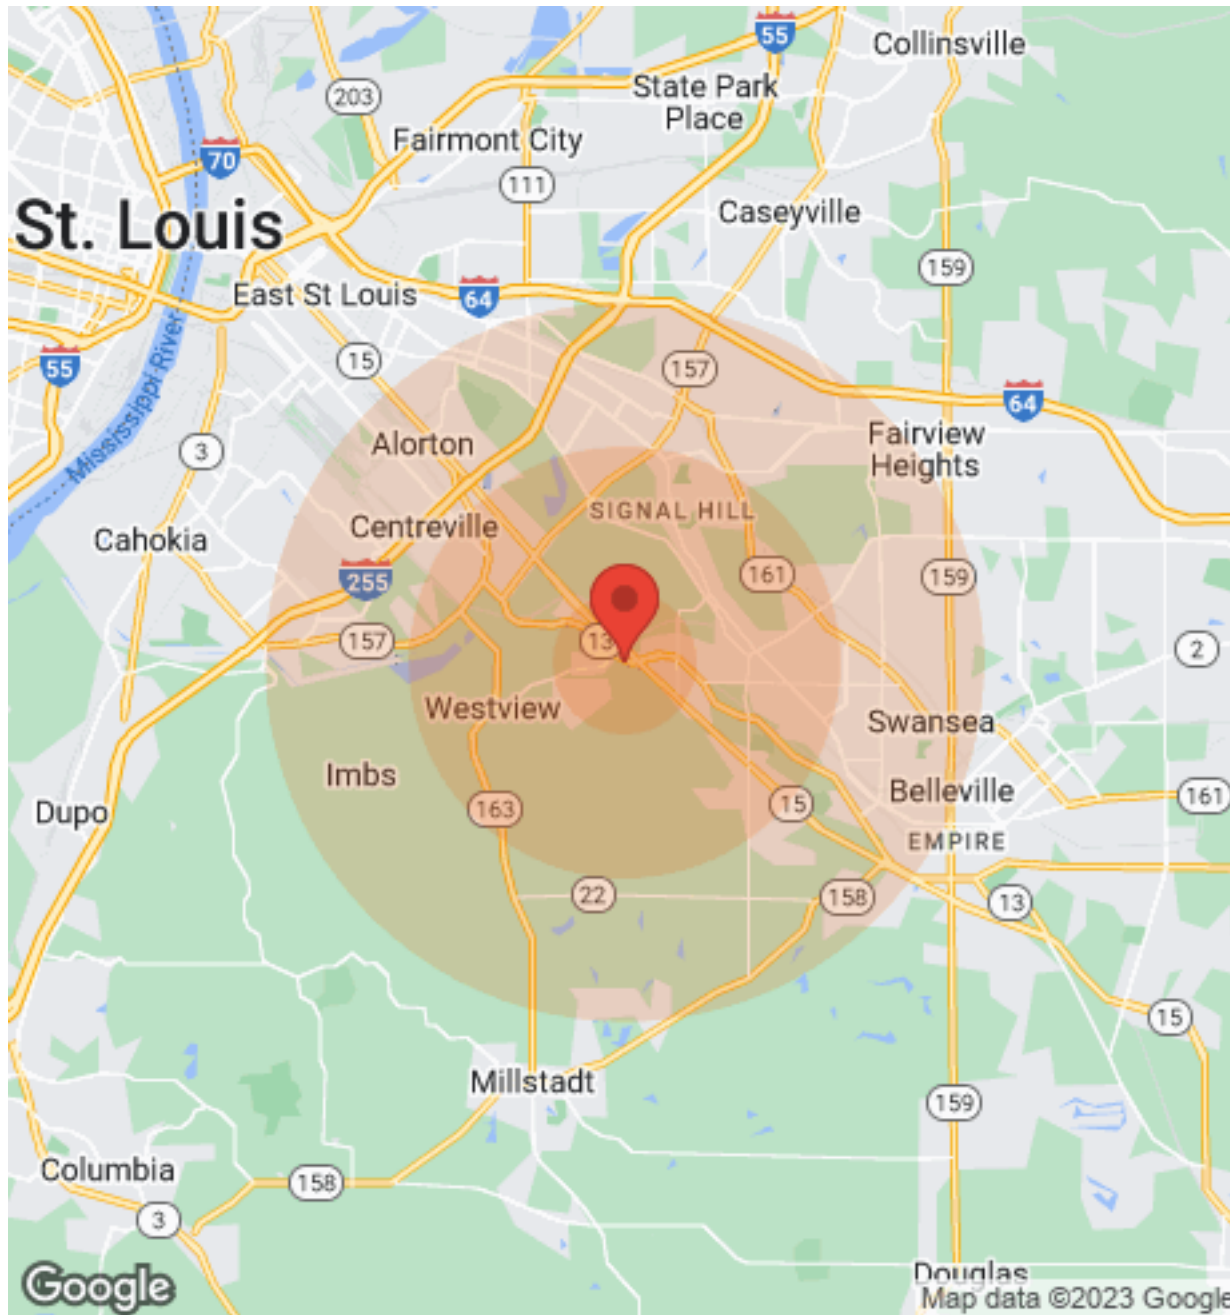 55
Collinsville
State Park
Place
203
Fairmont City
70
111
Caseyville
St. Louis
159
East St Louis
64
Mississippi River
55
15
157
64
3
Alorton
Fairview
Heights
SIGNAL HILL
Centreville
Cahokia
255
161
159
157
13
2
Westview
Swansea
Imbs
Belleville
161
Dupo
163
15
EMPIRE
22
158
13
15
Millstadt
159
Columbia
158
3
Douglas
Google
Map data ©2023 Google